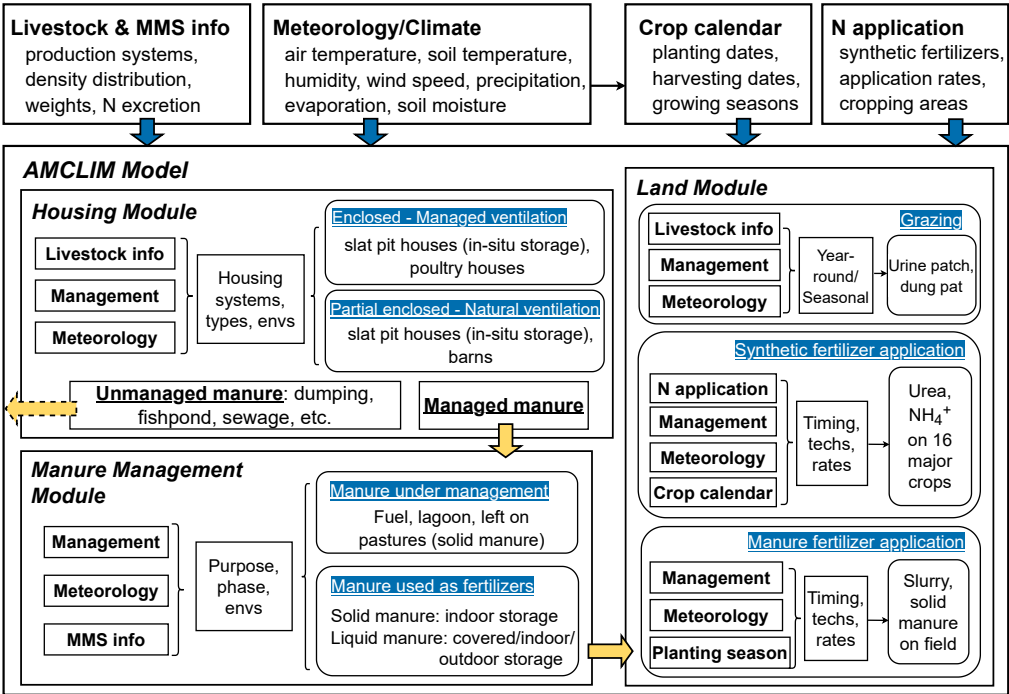 Livestock & MMS info
production systems,
density distribution,
weights, N excretion
Meteorology/Climate
air temperature, soil temperature,
humidity, wind speed, precipitation,
evaporation, soil moisture
Crop calendar
planting dates,
harvesting dates,
growing seasons
N application
synthetic fertilizers,
application rates,
cropping areas
AMCLIM Model
Housing Module
Livestock info
Management
Meteorology
Housing
systems,
types, envs
Enclosed - Managed ventilation
slat pit houses (in-situ storage),
poultry houses
Partial enclosed - Natural ventilation
slat pit houses (in-situ storage),
barns
Unmanaged manure: dumping,
fishpond, sewage, etc.
Managed manure
Manure Management
Module
Management
Meteorology
MMS info
Purpose,
phase,
envs
Manure under management
Fuel, lagoon, left on
pastures (solid manure)
Manure used as fertilizers
Solid manure: indoor storage
Liquid manure: covered/indoor/
outdoor storage
Land Module
Grazing
Livestock info
Management
Meteorology
Year-
round/
Seasonal
Urine patch,
dung pat
Synthetic fertilizer application
N application
Management
Meteorology
Crop calendar
Timing,
techs,
rates
Urea,
NH₄⁺
on 16
major
crops
Manure fertilizer application
Management
Meteorology
Planting season
Timing,
techs,
rates
Slurry,
solid
manure
on field